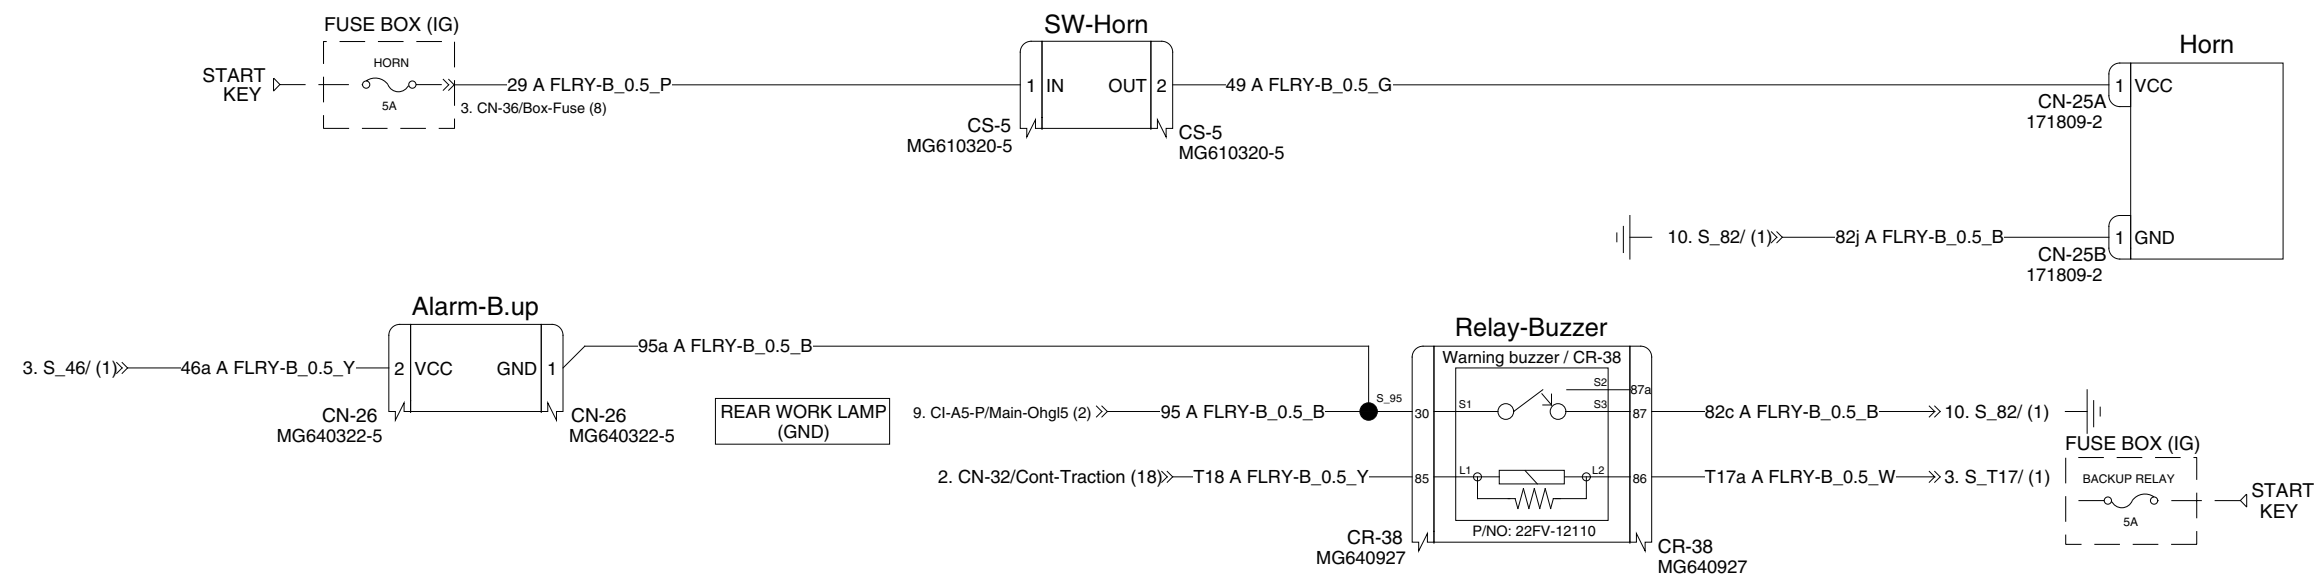 FUSE BOX (IG)
SW-Horn
Horn
START
KEY
HORN
5A
29 A FLRY-B_0.5_P
3. CN-36/Box-Fuse (8)
1 IN OUT 2
49 A FLRY-B_0.5_G
1 VCC
CS-5
MG610320-5
CS-5
MG610320-5
CN-25A
171809-2
10. S_82/ (1)
82j A FLRY-B_0.5_B
1 GND
CN-25B
171809-2
Alarm-B.up
3. S_46/ (1)
46a A FLRY-B_0.5_Y
2 VCC GND 1
95a A FLRY-B_0.5_B
CN-26
MG640322-5
CN-26
MG640322-5
REAR WORK LAMP
(GND)
Relay-Buzzer
Warning buzzer / CR-38
9. CI-A5-P/Main-Ohgl5 (2)
95 A FLRY-B_0.5_B
S_95
30
S1
S2
87a
S3
87
82c A FLRY-B_0.5_B
10. S_82/ (1)
2. CN-32/Cont-Traction (18)
T18 A FLRY-B_0.5_Y
85
L1
L2
86
T17a A FLRY-B_0.5_W
3. S_T17/ (1)
P/NO: 22FV-12110
CR-38
MG640927
CR-38
MG640927
FUSE BOX (IG)
BACKUP RELAY
5A
START
KEY